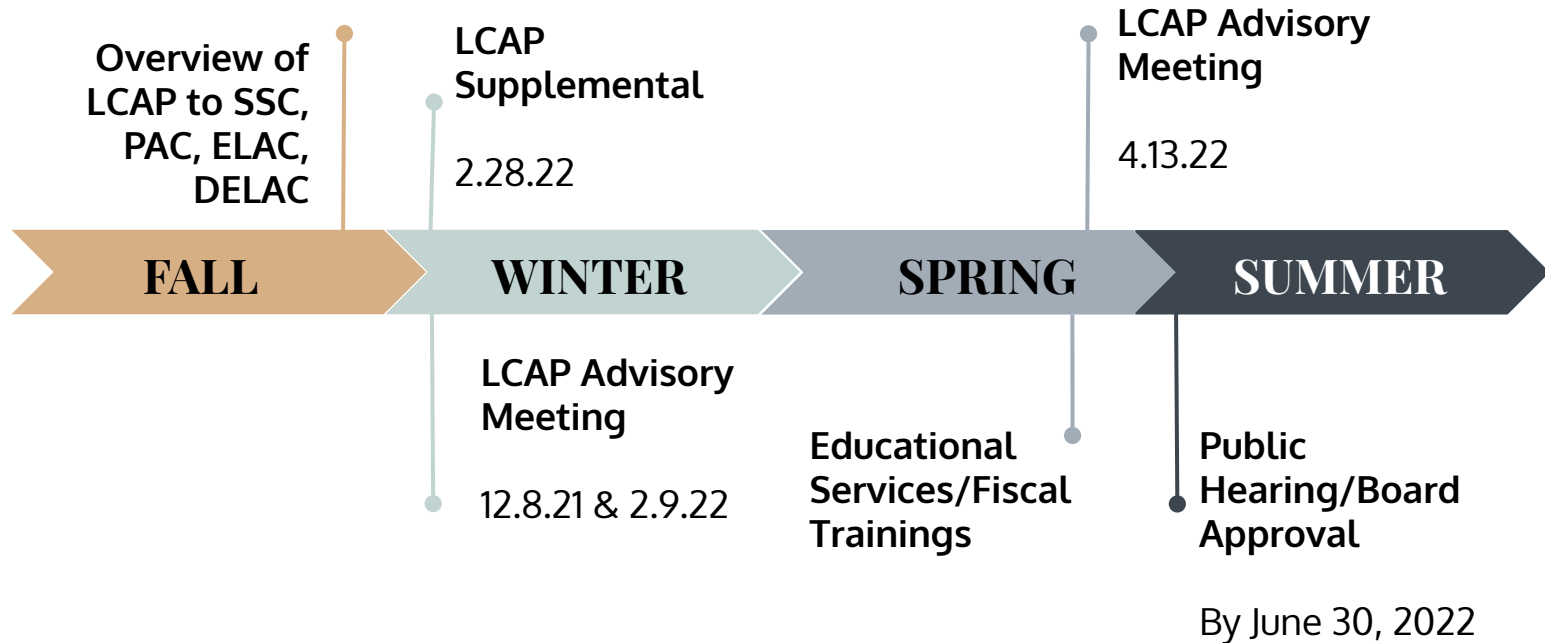 Overview of
LCAP to SSC,
PAC, ELAC,
DELAC
LCAP
Supplemental
2.28.22
LCAP Advisory
Meeting
4.13.22
FALL
WINTER
SPRING
SUMMER
LCAP Advisory
Meeting
12.8.21 & 2.9.22
Educational
Services/Fiscal
Trainings
Public
Hearing/Board
Approval
By June 30, 2022